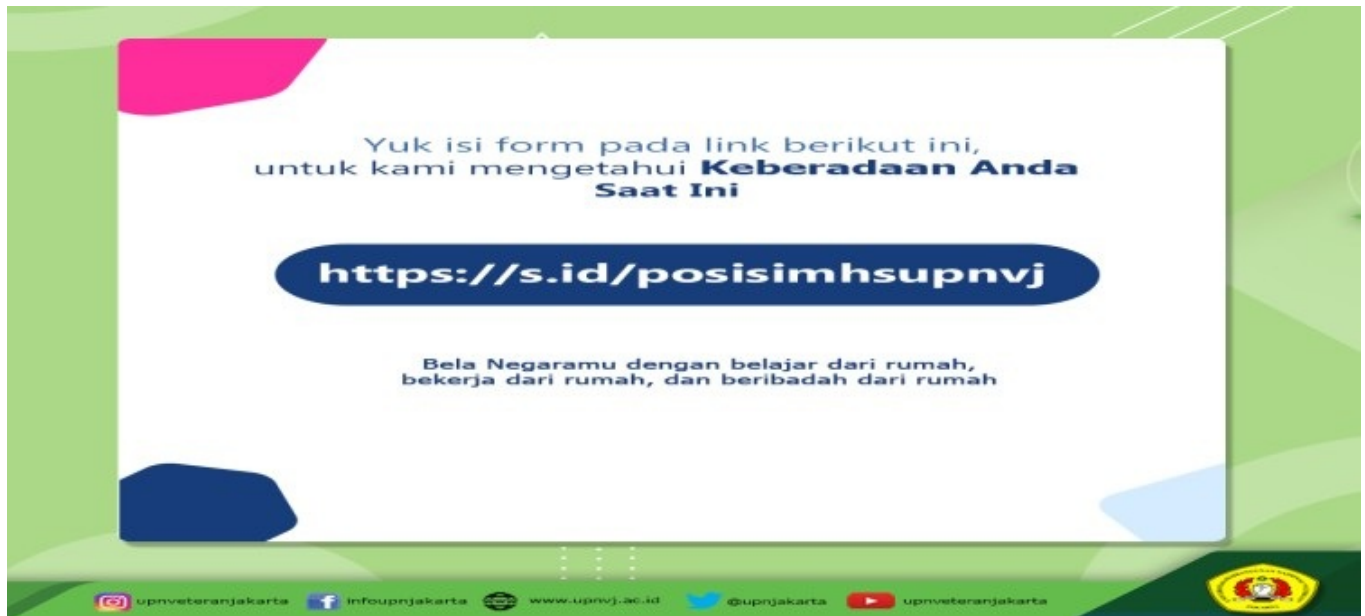 Yuk isi form pada link berikut ini,
untuk kami mengetahui Keberadaan Anda
Saat Ini
https://s.id/posisimhsupnvj
Bela Negaramu dengan belajar dari rumah,
bekerja dari rumah, dan beribadah dari rumah
upnveteranjakarta infoupnjakarta www.upnvj.ac.id @upnjakarta upnveteranjakarta